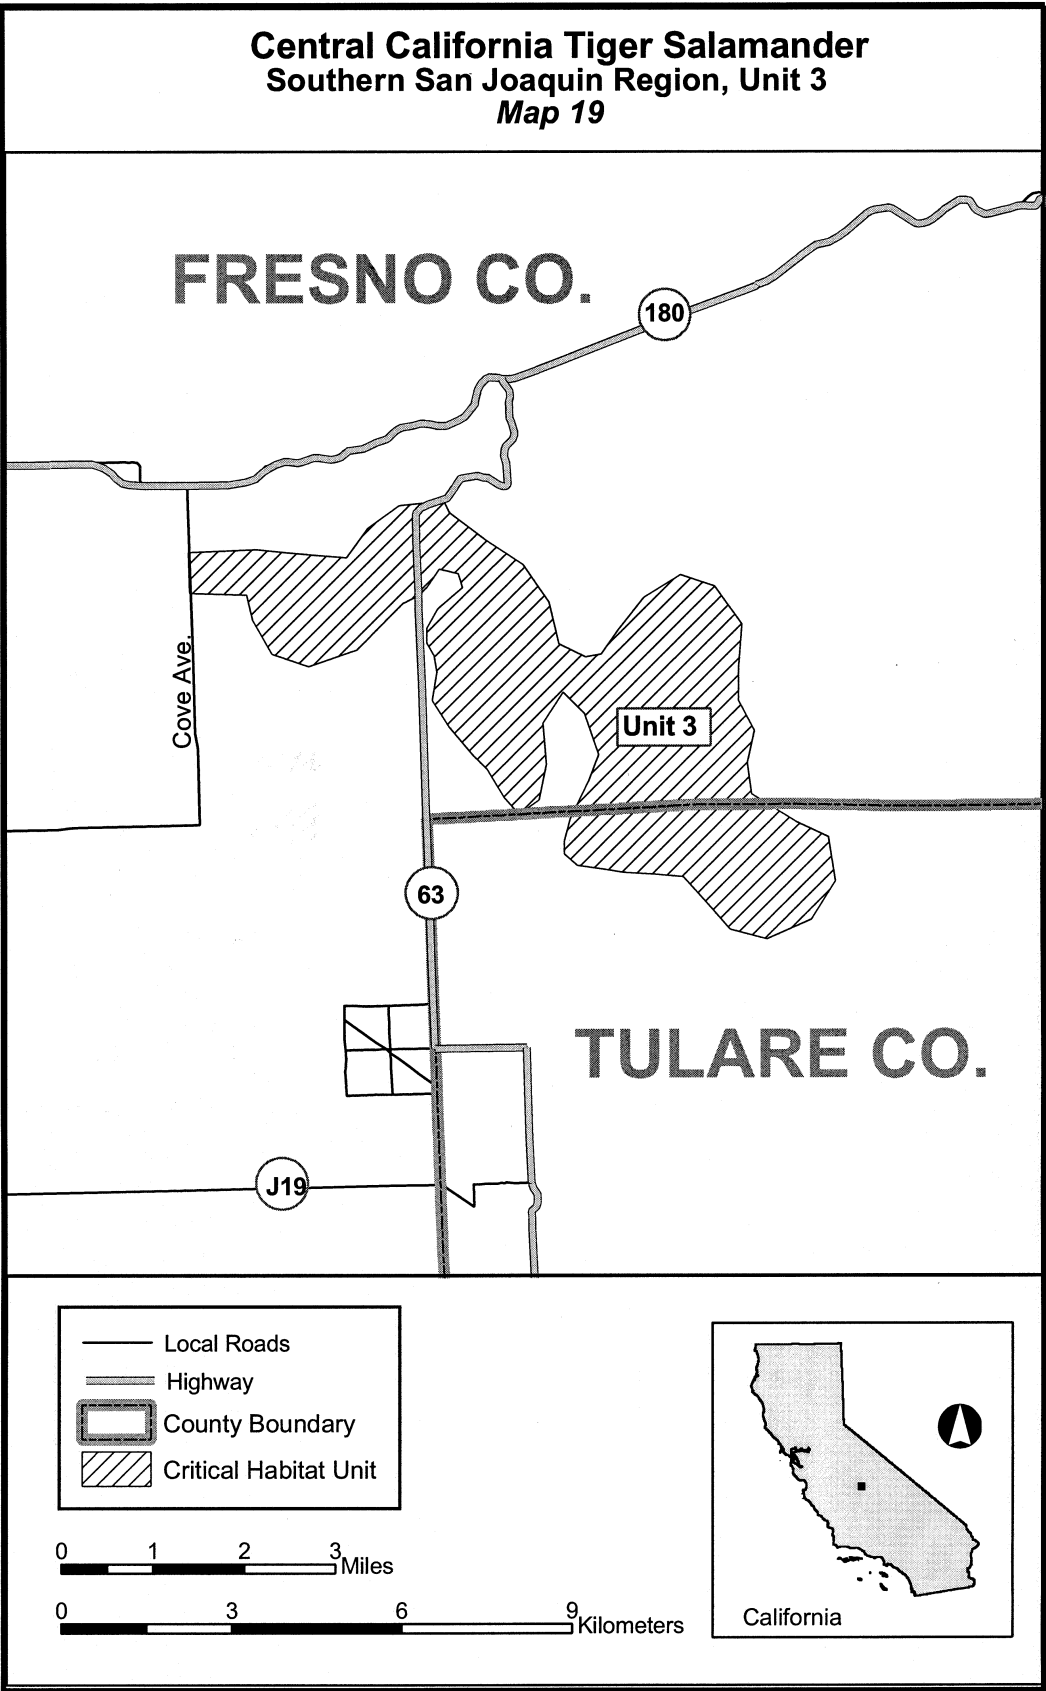 Central California Tiger Salamander
Southern San Joaquin Region, Unit 3
Map 19
FRESNO CO.
180
Cove Ave.
Unit 3
63
TULARE CO.
J19
Local Roads
Highway
County Boundary
Critical Habitat Unit
0 1 2 3 Miles
0 3 6 9 Kilometers
California